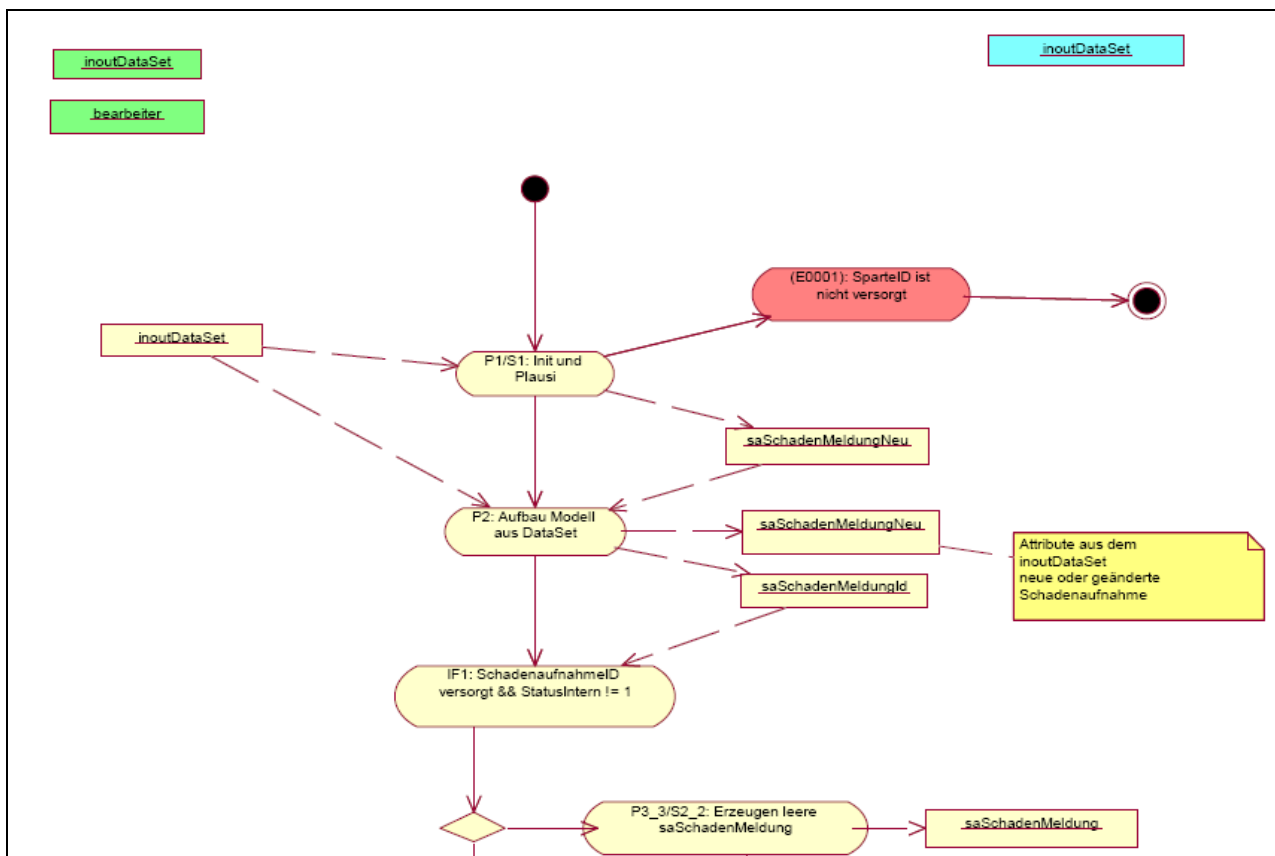 inoutDataSet
inoutDataSet
bearbeiter
(E0001): SparteID ist
nicht versorgt
inoutDataSet
P1/S1: Init und
Plausi
saSchadenMeldungNeu
P2: Aufbau Modell
aus DataSet
saSchadenMeldungNeu
Attribute aus dem
inoutDataSet
neue oder geänderte
Schadenaufnahme
saSchadenMeldungId
IF1: SchadenaufnahmeID
versorgt && StatusIntern != 1
P3_3/S2_2: Erzeugen leere
saSchadenMeldung
saSchadenMeldung